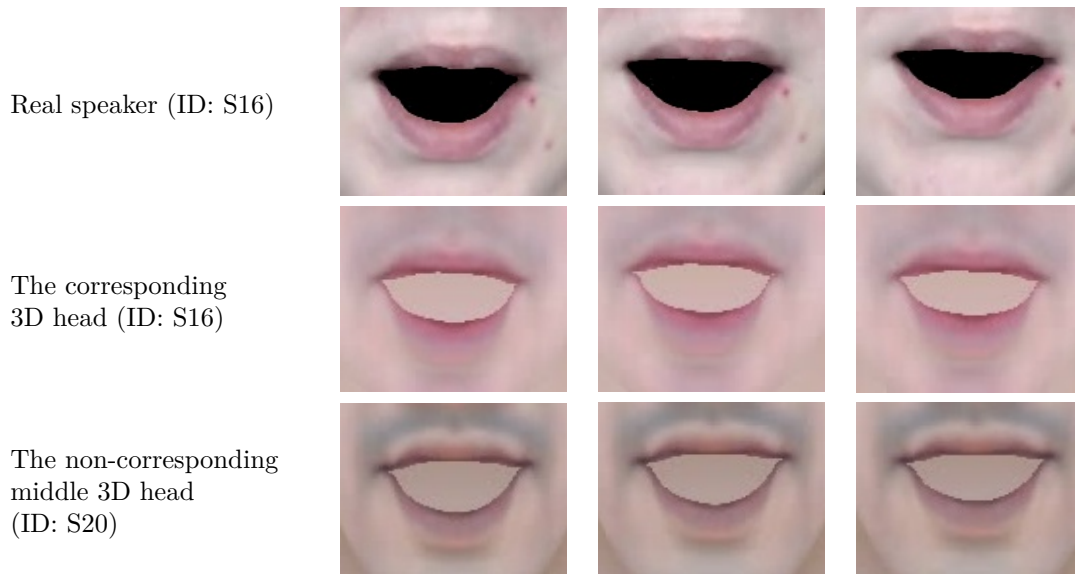 Real speaker (ID: S16)
The corresponding
3D head (ID: S16)
The non-corresponding
middle 3D head
(ID: S20)